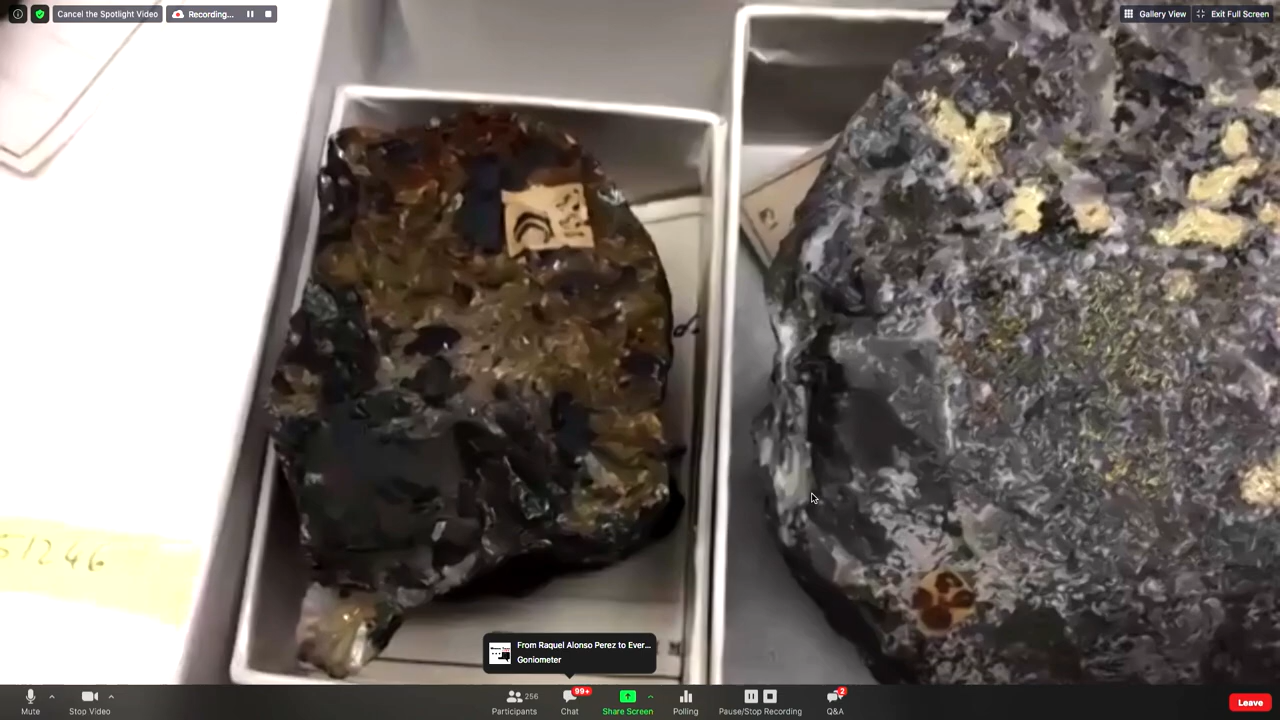 Cancel the Spotlight Video
Recording...
Gallery View
Exit Full Screen
51246
From Raquel Alonso Perez to Ever...
Goniometer
Mute
Stop Video
256
Participants
99+
Chat
Share Screen
Polling
Pause/Stop Recording
2
Q&A
Leave